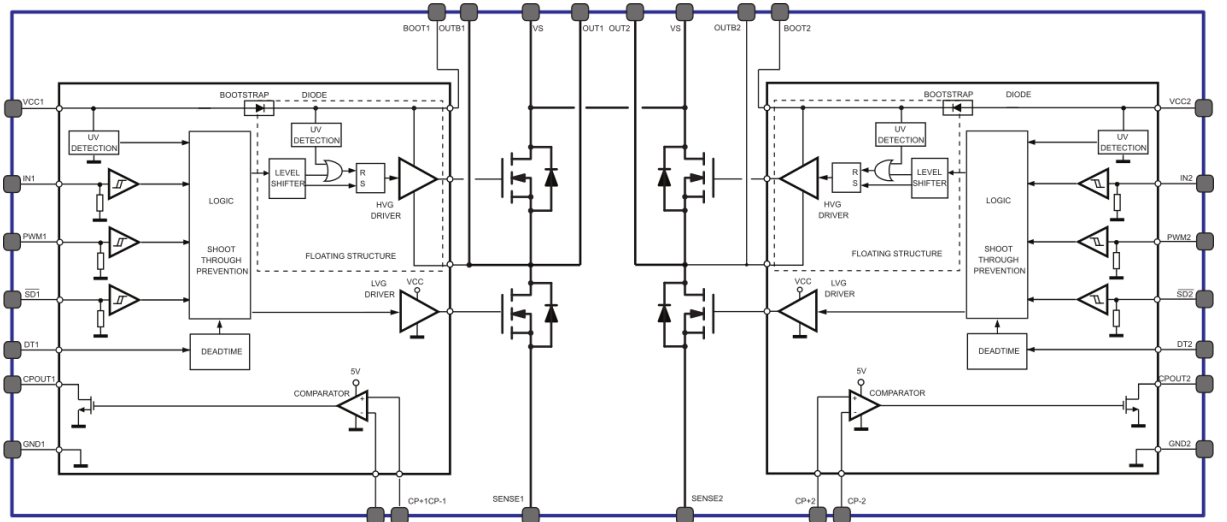 BOOT1 OUTB1 VS OUT1 OUT2 VS OUTB2 BOOT2
BOOTSTRAP DIODE
BOOTSTRAP DIODE
VCC1
VCC2
UV
DETECTION
UV
DETECTION
UV
DETECTION
UV
DETECTION
IN1
LOGIC
LEVEL
SHIFTER
R
S
HVG
DRIVER
R
S
LEVEL
SHIFTER
HVG
DRIVER
LOGIC
IN2
PWM1
SHOOT
THROUGH
PREVENTION
FLOATING STRUCTURE
FLOATING STRUCTURE
SHOOT
THROUGH
PREVENTION
PWM2
SD1
LVG
DRIVER
VCC
VCC
LVG
DRIVER
SD2
DT1
DEADTIME
DEADTIME
DT2
CPOUT1
COMPARATOR
5V
+
-
5V
+
-
COMPARATOR
CPOUT2
GND1
GND2
CP+1CP-1
SENSE1
SENSE2
CP+2
CP-2